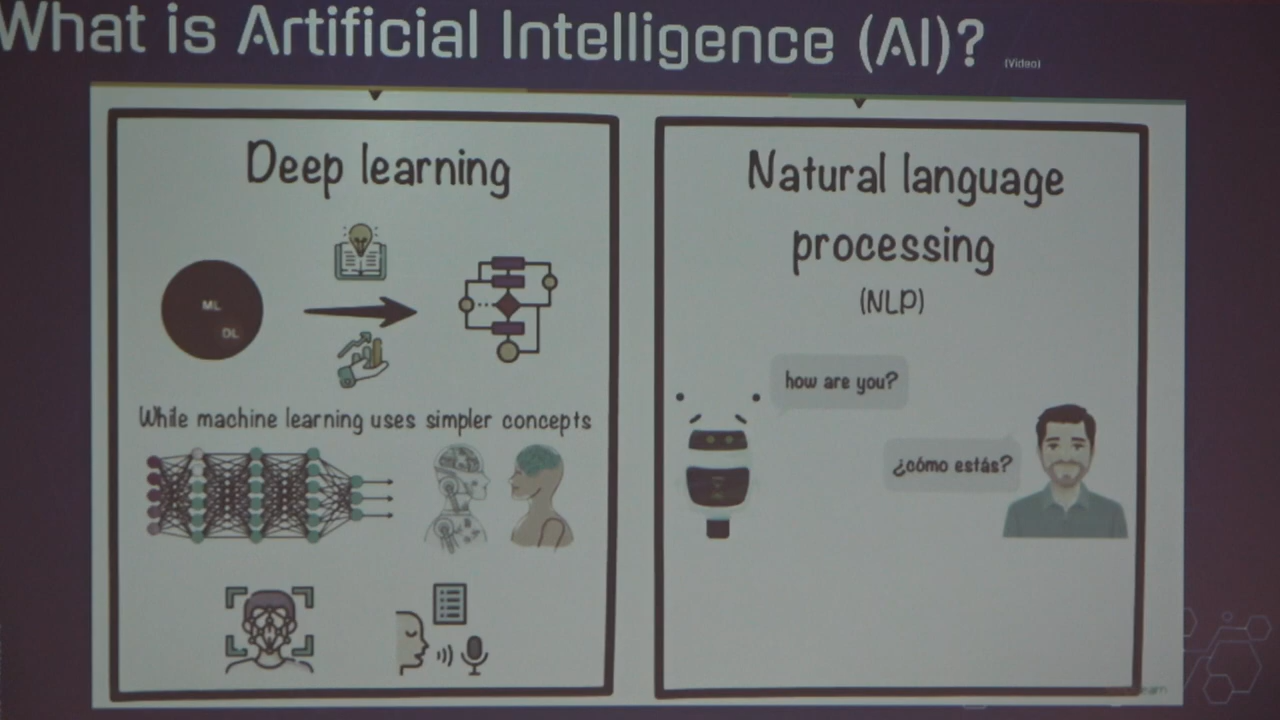 What is Artificial Intelligence (AI)?
(Video)
Deep learning
ML
DL
While machine learning uses simpler concepts
Natural language
processing
(NLP)
how are you?
¿cómo estás?